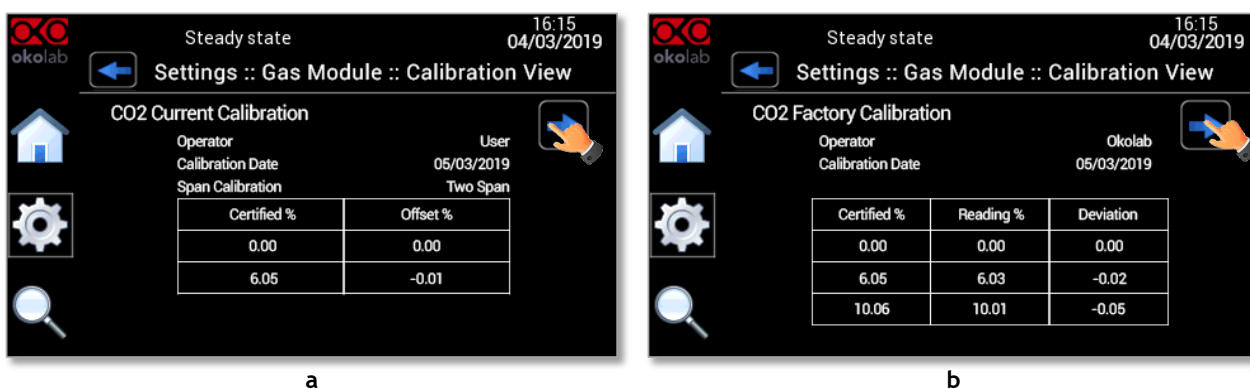 OKO
okolab
Steady state
16:15
04/03/2019
Settings :: Gas Module :: Calibration View
CO2 Current Calibration
Operator User
Calibration Date 05/03/2019
Span Calibration Two Span
Certified % Offset %
0.00 0.00
6.05 -0.01
a
OKO
okolab
Steady state
16:15
04/03/2019
Settings :: Gas Module :: Calibration View
CO2 Factory Calibration
Operator Okolab
Calibration Date 05/03/2019
Certified % Reading % Deviation
0.00 0.00 0.00
6.05 6.03 -0.02
10.06 10.01 -0.05
b